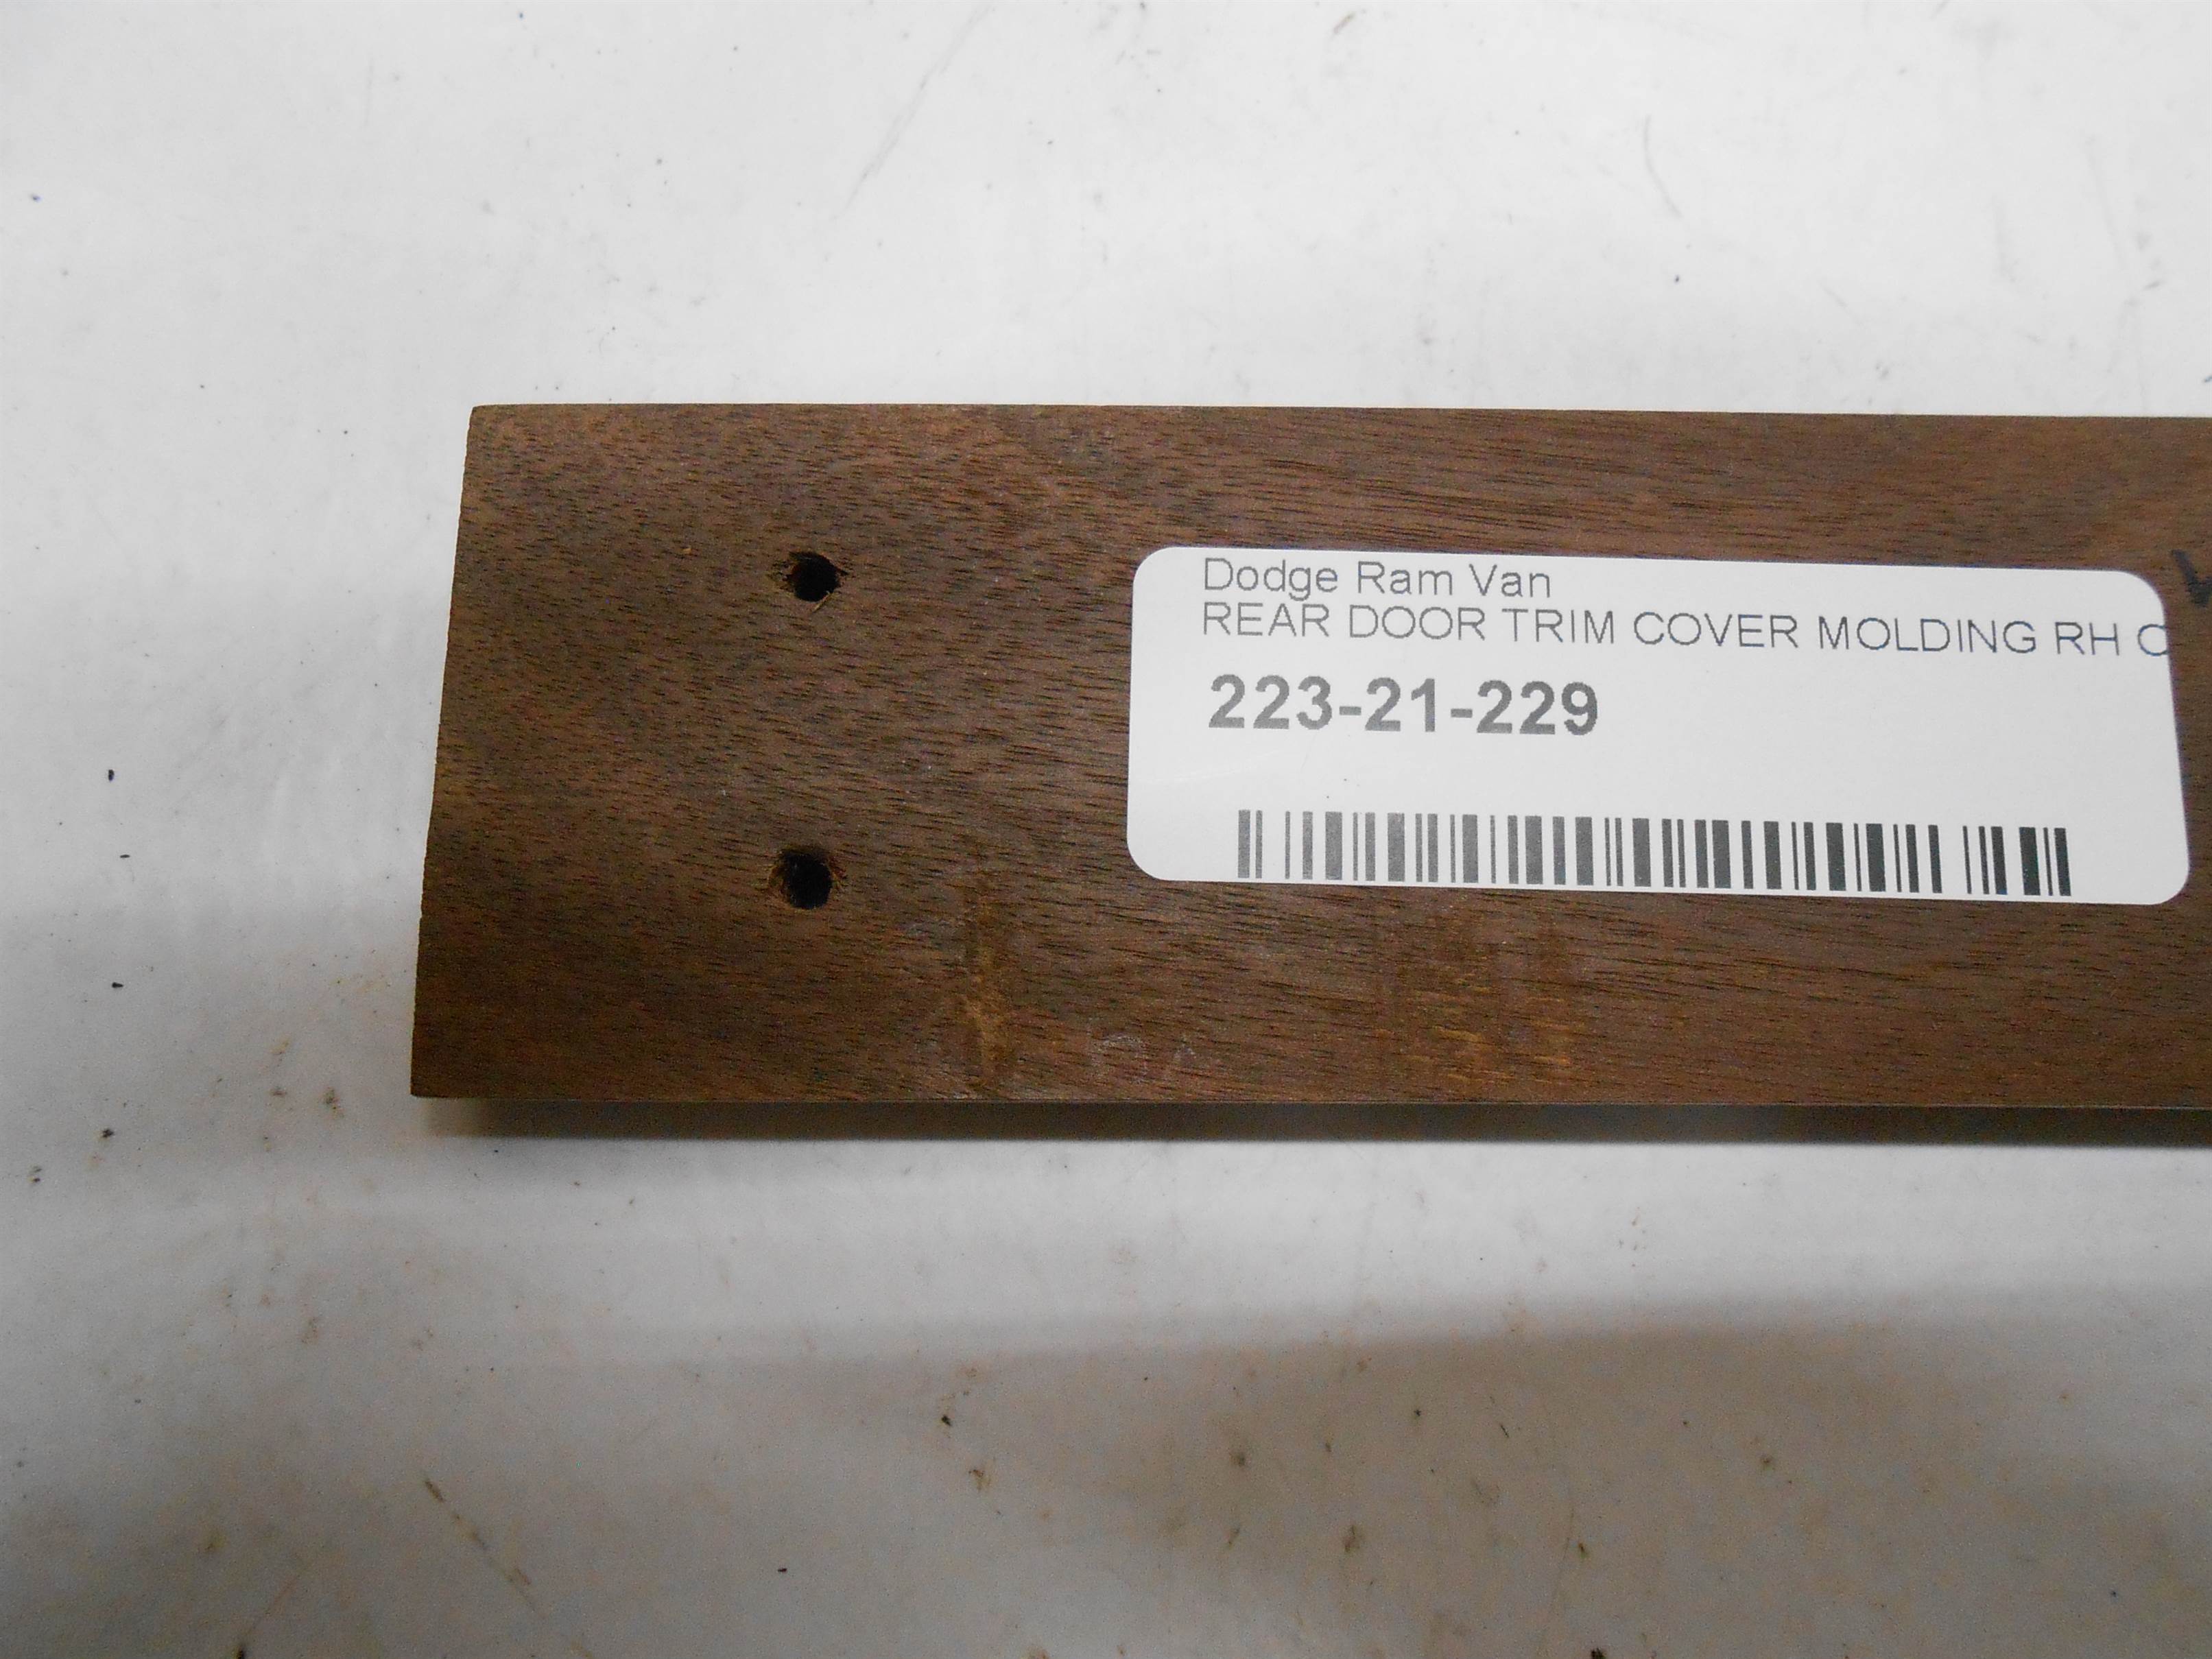 Dodge Ram Van
REAR DOOR TRIM COVER MOLDING RH
223-21-229